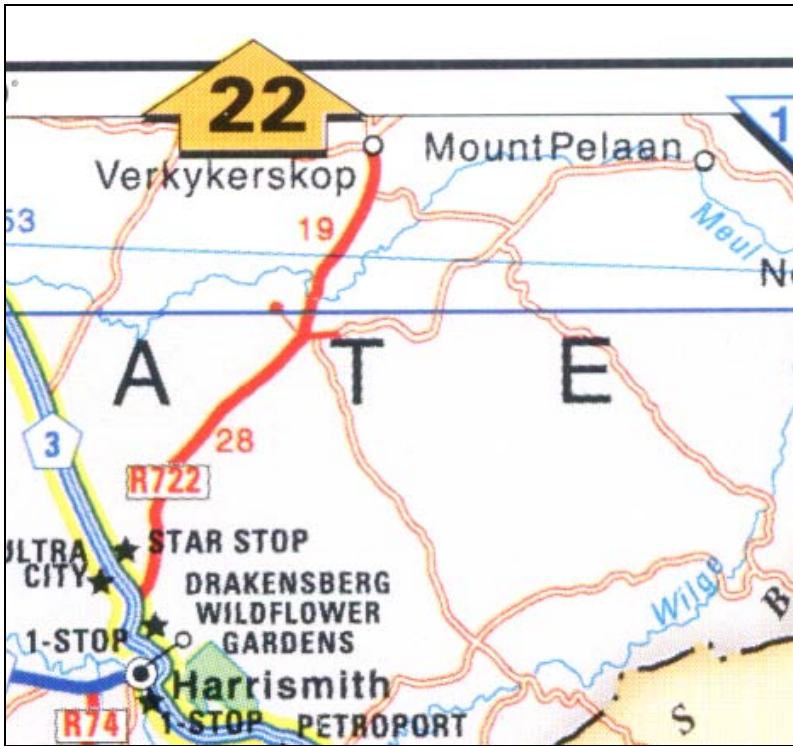 22
Mount Pelaan
1
Verkykerskop
Meul
53
19
A T E
3
28
R722
STAR STOP
ULTRA
CITY
DRAKENSBERG
WILDFLOWER
GARDENS
1-STOP
Wilge
B
Harrismith
R74
1-STOP PETROPORT
S